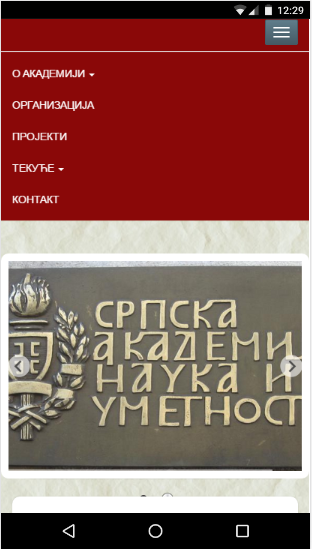 12:29
О АКАДЕМИЈИ
ОРГАНИЗАЦИЈА
ПРОЈЕКТИ
ТЕКУЋЕ
КОНТАКТ
СРПСКА
АКАДЕМИ
НАУКА И
УМЕТНОСТ